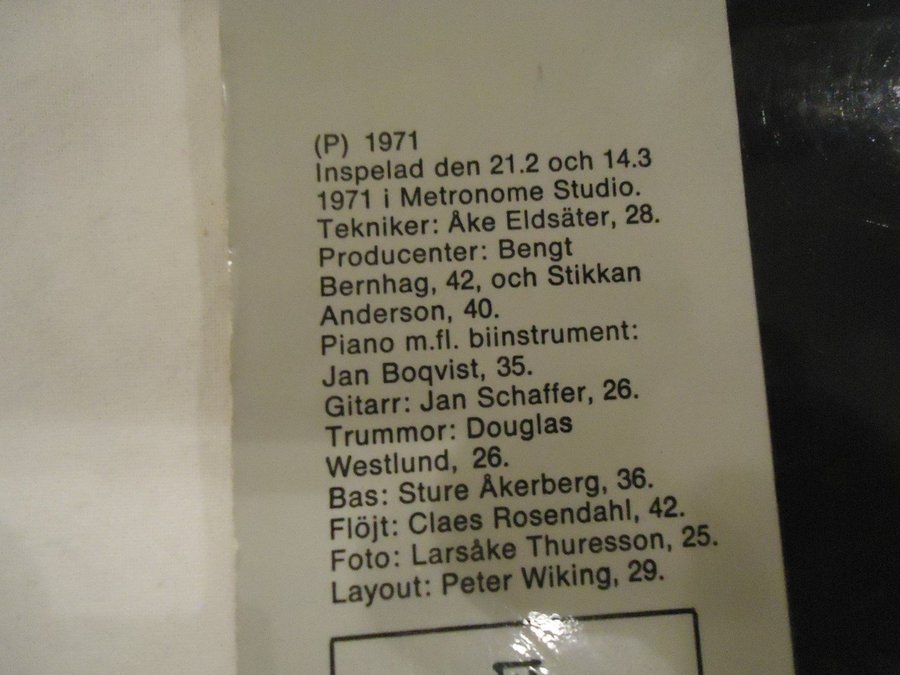 (P) 1971
Inspelad den 21.2 och 14.3
1971 i Metronome Studio.
Tekniker: Åke Eldsäter, 28.
Producenter: Bengt
Bernhag, 42, och Stikkan
Anderson, 40.
Piano m.fl. biinstrument:
Jan Boqvist, 35.
Gitarr: Jan Schaffer, 26.
Trummor: Douglas
Westlund, 26.
Bas: Sture Åkerberg, 36.
Flöjt: Claes Rosendahl, 42.
Foto: Larsåke Thuresson, 25.
Layout: Peter Wiking, 29.